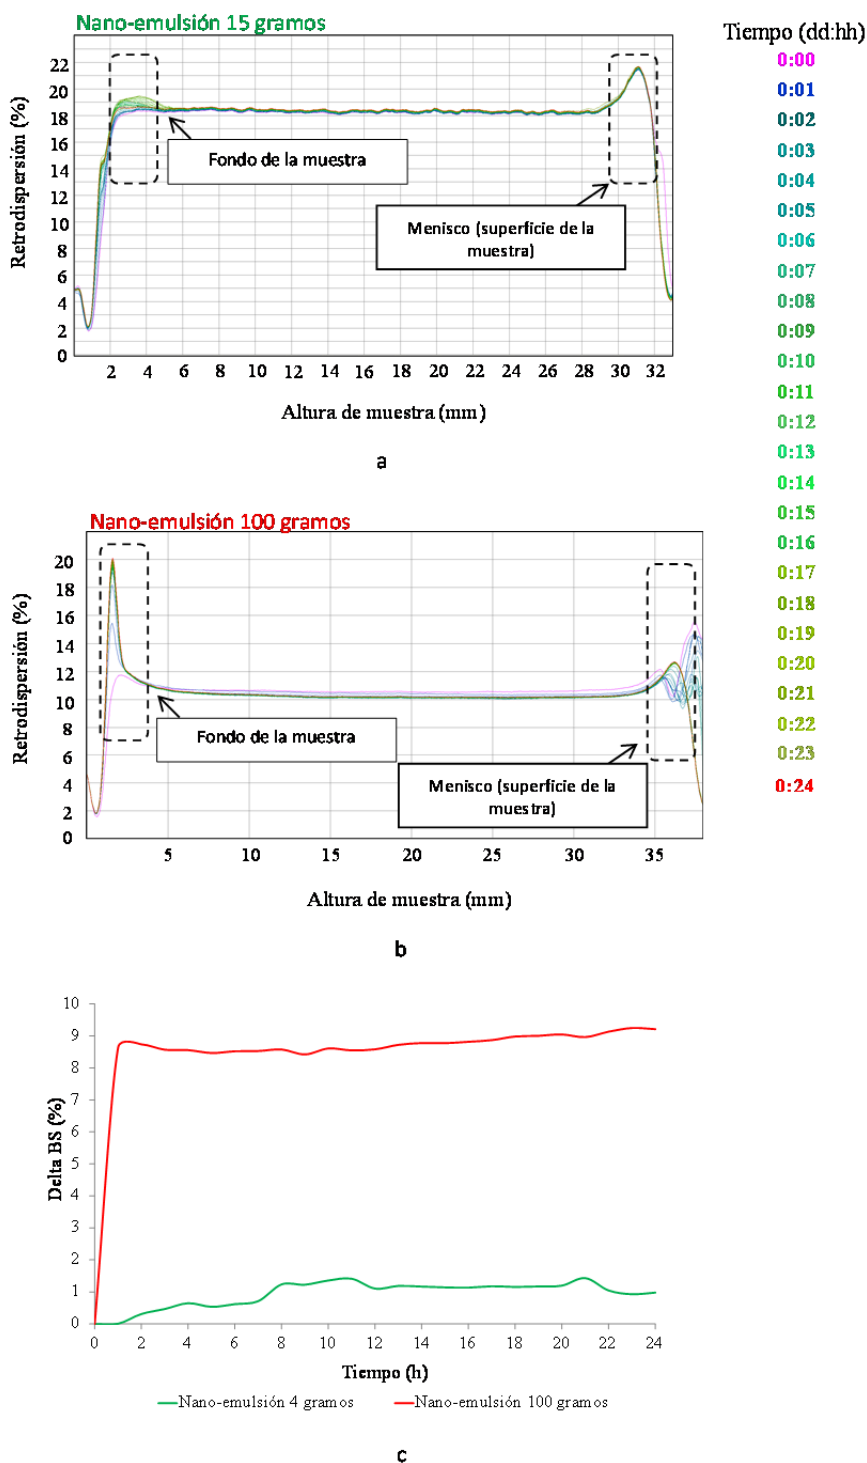 Nano-emulsión 15 gramos
Retrodispersión (%)
22
20
18
16
14
12
10
8
6
4
2
0
Fondo de la muestra
Menisco (superficie de la
muestra)
2 4 6 8 10 12 14 16 18 20 22 24 26 28 30 32
Altura de muestra (mm)
a
Tiempo (dd:hh)
0:00
0:01
0:02
0:03
0:04
0:05
0:06
0:07
0:08
0:09
0:10
0:11
0:12
0:13
0:14
0:15
0:16
0:17
0:18
0:19
0:20
0:21
0:22
0:23
0:24
Nano-emulsión 100 gramos
Retrodispersión (%)
20
18
16
14
12
10
8
6
4
2
0
Fondo de la muestra
Menisco (superficie de la
muestra)
5 10 15 20 25 30 35
Altura de muestra (mm)
b
Delta BS (%)
10
9
8
7
6
5
4
3
2
1
0
0 2 4 6 8 10 12 14 16 18 20 22 24
Tiempo (h)
Nano-emulsión 4 gramos Nano-emulsión 100 gramos
c